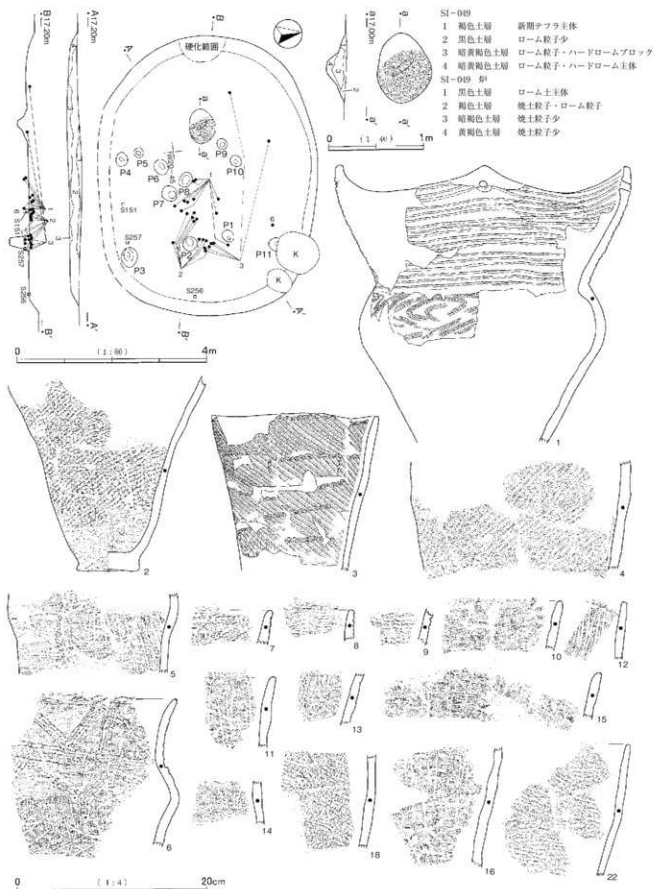 SI-049
1 褐色土層 新期テフラ主体
2 黒色土層 ローム粒子少
3 暗黄褐色土層 ローム粒子・ハードロームブロック
4 暗黄褐色土層 ローム粒子・ハードローム主体
SI-049 炉
1 黒色土層 ローム土主体
2 褐色土層 焼土粒子・ローム粒子
3 暗褐色土層 焼土粒子少
4 黄褐色土層 焼土粒子少
B17.20m
A17.20m
a17.00m
硬化範囲
A
B
a
a'
P4
P5
P6
P7
P8
P9
P10
P1
P2
P3
P11
K
K
S151
S257
S256
1
2
3
6
A'
B'
0 (1:80) 4m
0 (1:40) 1m
1
2
3
4
5
7
8
9
10
12
11
13
15
6
14
18
16
22
0 (1:4) 20cm